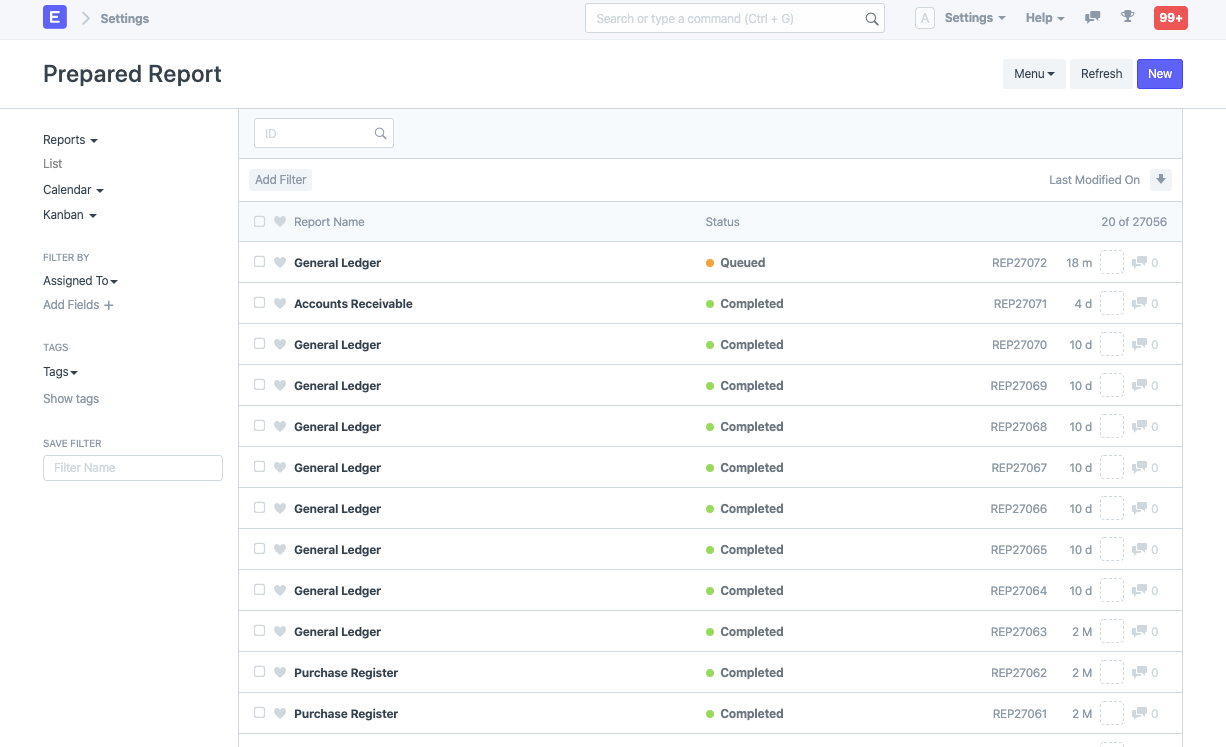 E Settings Search or type a command (Ctrl + G) A Settings Help 99+
Prepared Report Menu Refresh New
Reports
List
Calendar
Kanban
FILTER BY
Assigned To
Add Fields
TAGS
Tags
Show tags
SAVE FILTER
Filter Name
ID
Add Filter Last Modified On
Report Name Status 20 of 27056
General Ledger Queued REP27072 18 m 0
Accounts Receivable Completed REP27071 4 d 0
General Ledger Completed REP27070 10 d 0
General Ledger Completed REP27069 10 d 0
General Ledger Completed REP27068 10 d 0
General Ledger Completed REP27067 10 d 0
General Ledger Completed REP27066 10 d 0
General Ledger Completed REP27065 10 d 0
General Ledger Completed REP27064 10 d 0
General Ledger Completed REP27063 2 M 0
Purchase Register Completed REP27062 2 M 0
Purchase Register Completed REP27061 2 M 0